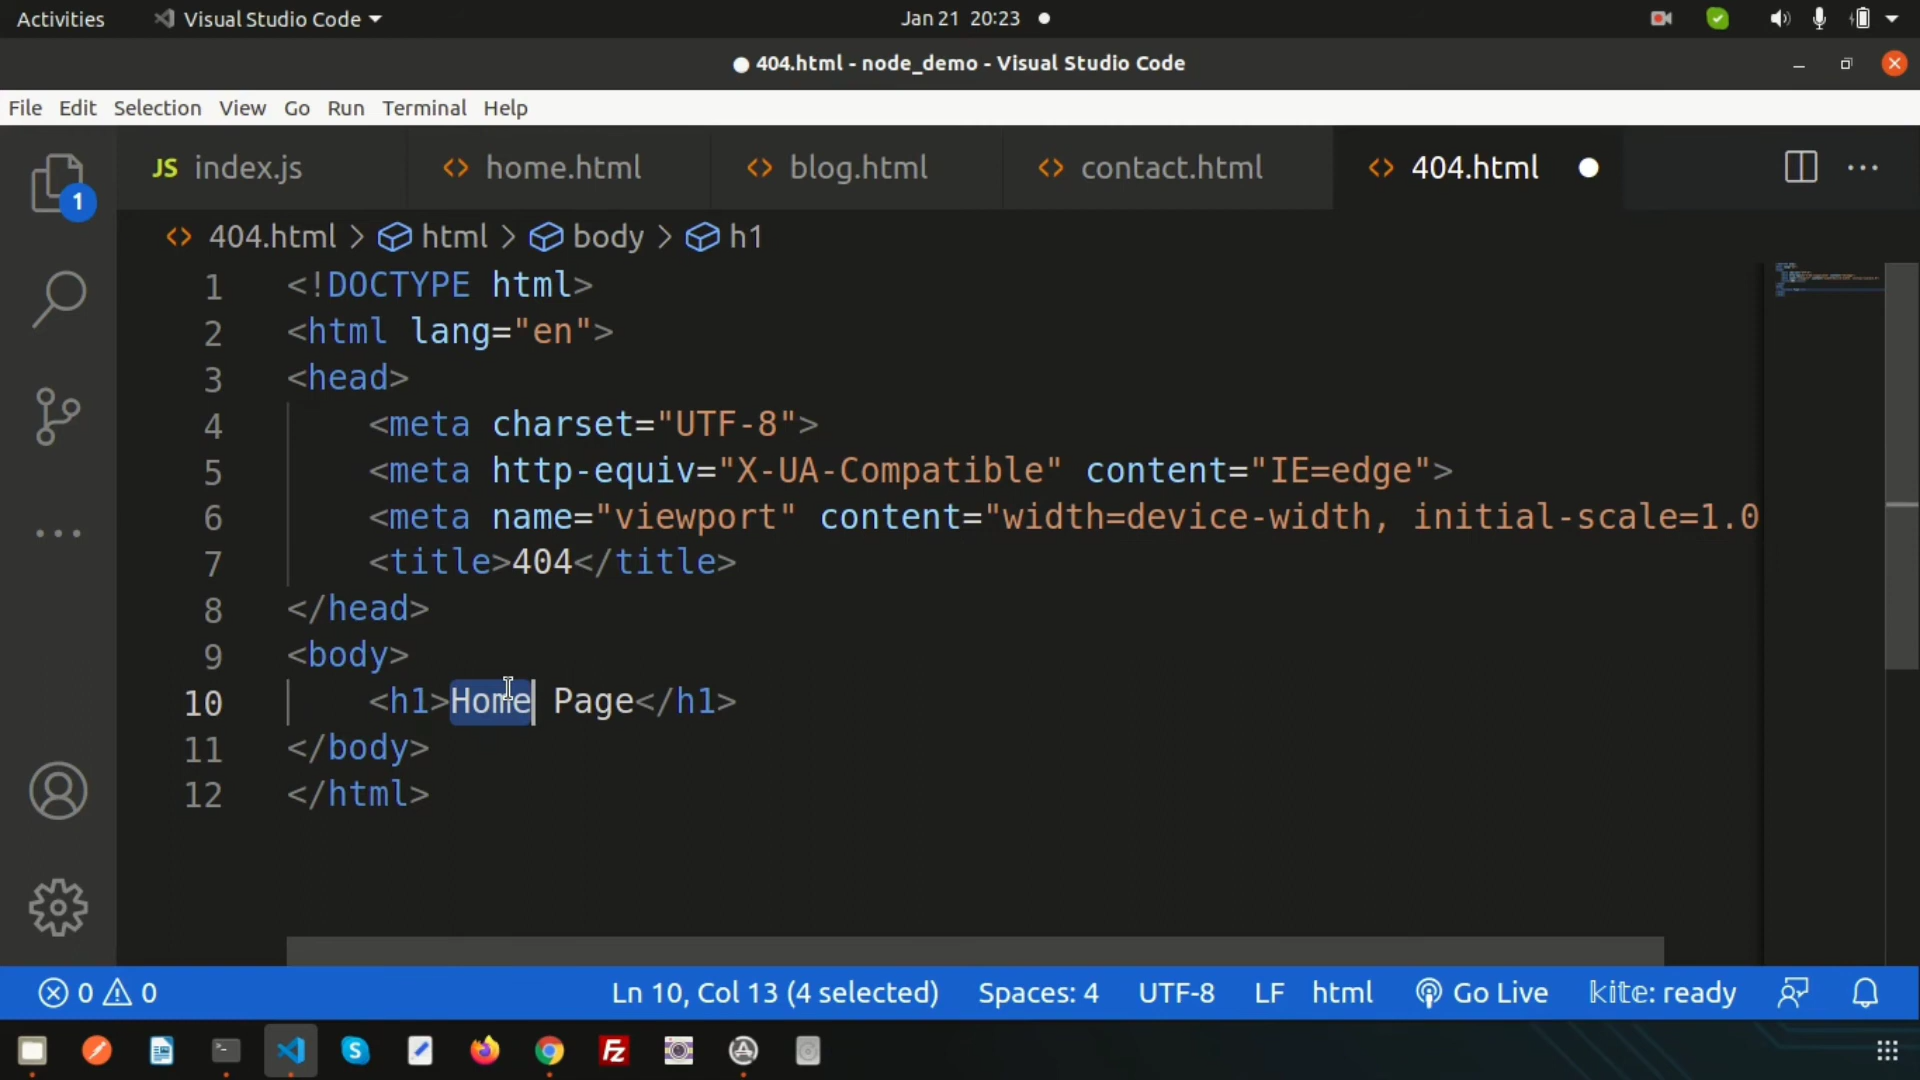 Activities Visual Studio Code Jan 21 20:23
404.html - node_demo - Visual Studio Code
File Edit Selection View Go Run Terminal Help
JS index.js <> home.html <> blog.html <> contact.html <> 404.html
1
<> 404.html > html > body > h1
1 <!DOCTYPE html>
2 <html lang="en">
3 <head>
4 <meta charset="UTF-8">
5 <meta http-equiv="X-UA-Compatible" content="IE=edge">
6 <meta name="viewport" content="width=device-width, initial-scale=1.0
7 <title>404</title>
8 </head>
9 <body>
10 <h1>Home Page</h1>
11 </body>
12 </html>
0 0 Ln 10, Col 13 (4 selected) Spaces: 4 UTF-8 LF html Go Live kite: ready